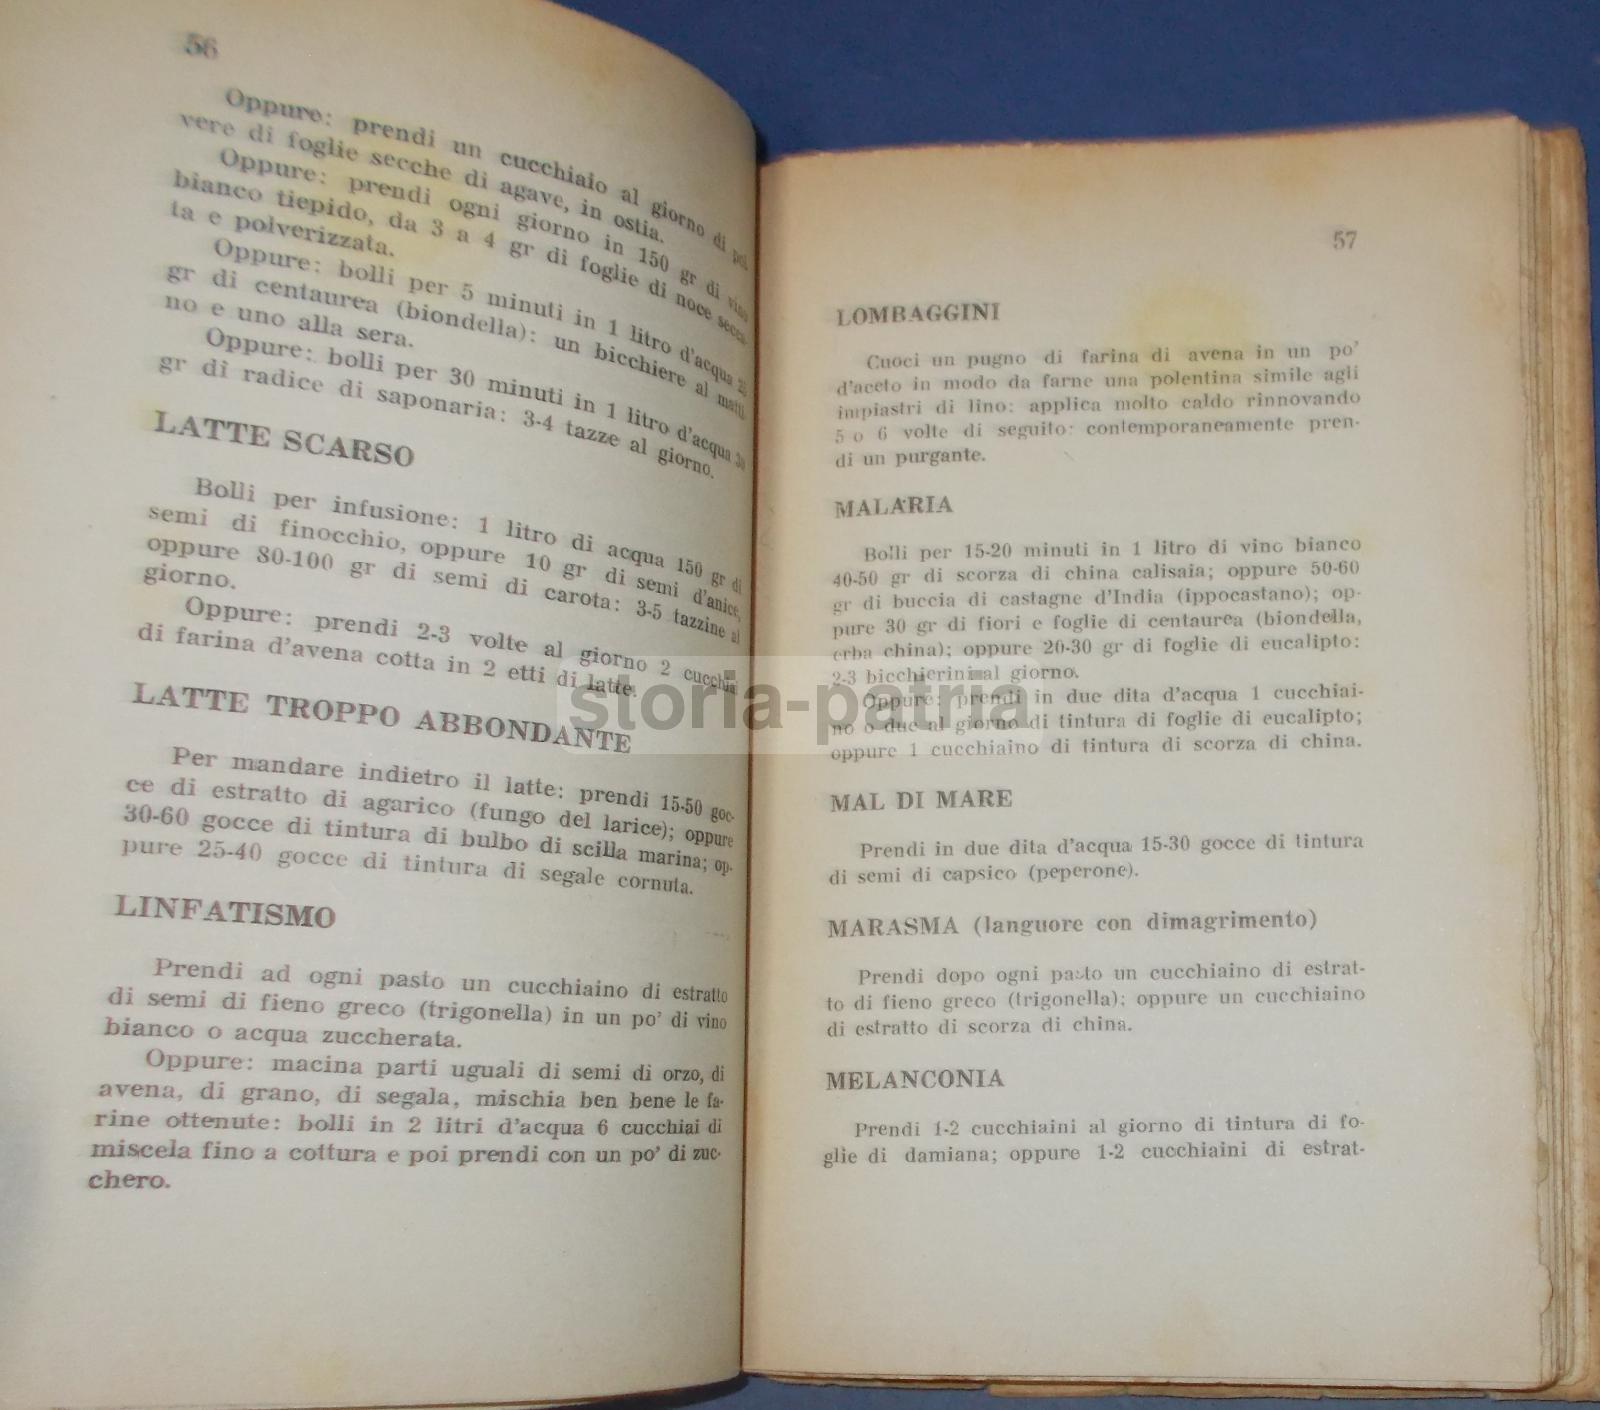 56
Oppure: prendi un cucchiaio al giorno di pol-
vere di foglie secche di agave, in ostia.
Oppure: prendi ogni giorno in 150 gr di vino
bianco tiepido, da 3 a 4 gr di foglie di noce secca-
ta e polverizzata.
Oppure: bolli per 5 minuti in 1 litro d'acqua
gr di centaurea (biondella): un bicchiere al matti-
no e uno alla sera.
Oppure: bolli per 30 minuti in 1 litro d'acqua 30
gr di radice di saponaria: 3-4 tazze al giorno.
LATTE SCARSO
Bolli per infusione: 1 litro di acqua 150 gr di
semi di finocchio, oppure 10 gr di semi d'anice,
oppure 80-100 gr di semi di carota: 3-5 tazzine al
giorno.
Oppure: prendi 2-3 volte al giorno 2 cucchiai
di farina d'avena cotta in 2 etti di latte.
LATTE TROPPO ABBONDANTE
Per mandare indietro il latte: prendi 15-50 goc-
ce di estratto di agarico (fungo del larice); oppure
30-60 gocce di tintura di bulbo di scilla marina; op-
pure 25-40 gocce di tintura di segale cornuta.
LINFATISMO
Prendi ad ogni pasto un cucchiaino di estratto
di semi di fieno greco (trigonella) in un po' di vino
bianco o acqua zuccherata.
Oppure: macina parti uguali di semi di orzo, di
avena, di grano, di segala, mischia ben bene le fa-
rine ottenute: bolli in 2 litri d'acqua 6 cucchiai di
miscela fino a cottura e poi prendi con un po' di zuc-
chero.
57
LOMBAGGINI
Cuoci un pugno di farina di avena in un po'
d'aceto in modo da farne una polentina simile agli
impiastri di lino: applica molto caldo rinnovando
5 o 6 volte di seguito: contemporaneamente pren-
di un purgante.
MALARIA
Bolli per 15-20 minuti in 1 litro di vino bianco
40-50 gr di scorza di china calisaia; oppure 50-60
gr di buccia di castagne d'India (ippocastano); op-
pure 30 gr di fiori e foglie di centaurea (biondella,
erba china); oppure 20-30 gr di foglie di eucalipto:
2-3 bicchierini al giorno.
Oppure: prendi in due dita d'acqua 1 cucchiai-
no o due al giorno di tintura di foglie di eucalipto;
oppure 1 cucchiaino di tintura di scorza di china.
MAL DI MARE
Prendi in due dita d'acqua 15-30 gocce di tintura
di semi di capsico (peperone).
MARASMA (languore con dimagrimento)
Prendi dopo ogni pasto un cucchiaino di estrat-
to di fieno greco (trigonella); oppure un cucchiaino
di estratto di scorza di china.
MELANCONIA
Prendi 1-2 cucchiaini al giorno di tintura di fo-
glie di damiana; oppure 1-2 cucchiaini di estrat-
storia-patria